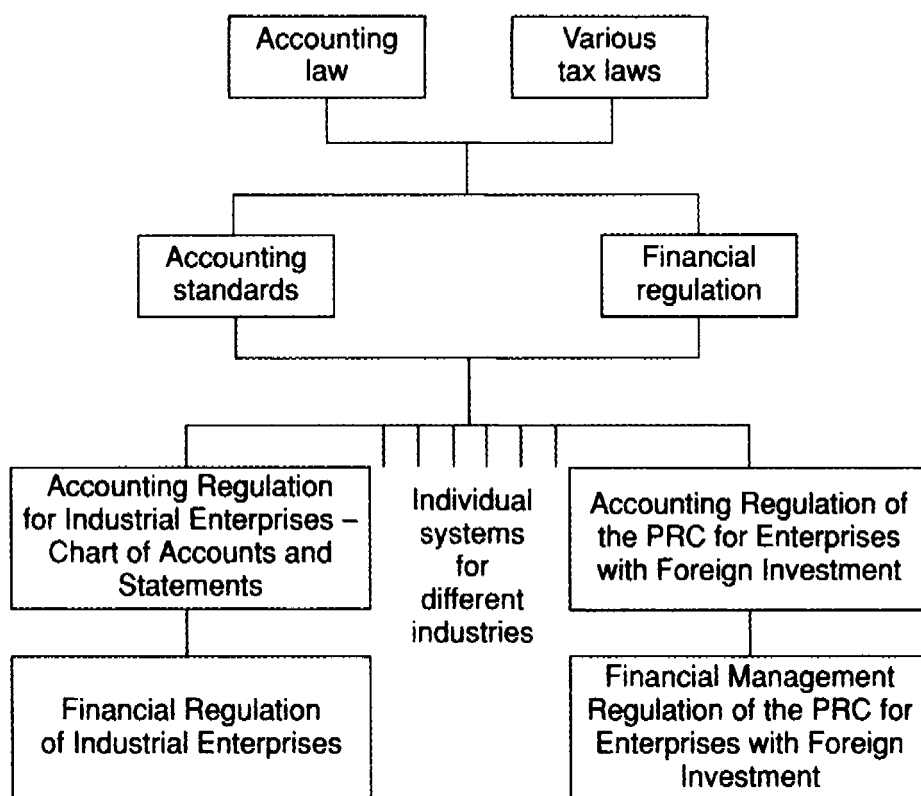 Accounting
law
Various
tax laws
Accounting
standards
Financial
regulation
Accounting Regulation
for Industrial Enterprises –
Chart of Accounts and
Statements
Individual
systems
for
different
industries
Accounting Regulation of
the PRC for Enterprises
with Foreign Investment
Financial Regulation
of Industrial Enterprises
Financial Management
Regulation of the PRC for
Enterprises with Foreign
Investment